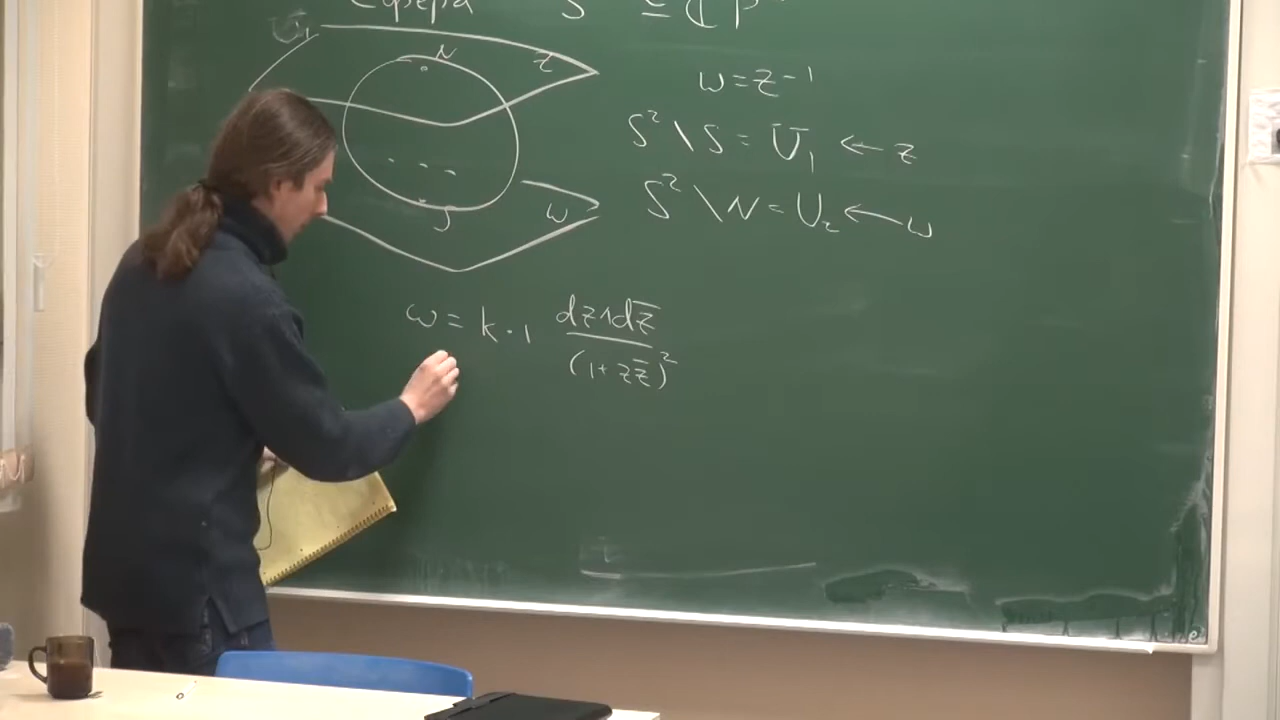 Сфера S² ≃ ℂP¹
U₁
N
z
S
w
w = z⁻¹
S² \ S = U₁ ← z
S² \ N = U₂ ← w
ω = k · i dz∧dz̄ / (1 + zz̄)²